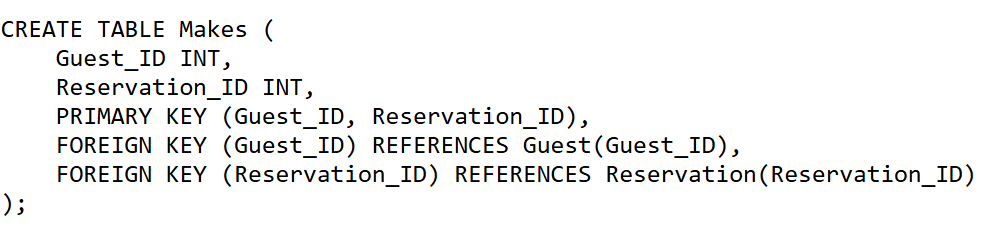 CREATE TABLE Makes (
    Guest_ID INT,
    Reservation_ID INT,
    PRIMARY KEY (Guest_ID, Reservation_ID),
    FOREIGN KEY (Guest_ID) REFERENCES Guest(Guest_ID),
    FOREIGN KEY (Reservation_ID) REFERENCES Reservation(Reservation_ID)
);